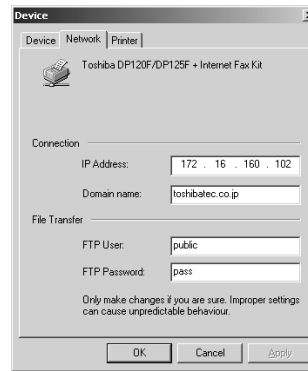 Device
Device Network Printer
Toshiba DP120F/DP125F + Internet Fax Kit
Connection
IP Address: 172 . 16 . 160 . 102
Domain name: toshibatec.co.jp
File Transfer
FTP User: public
FTP Password: pass
Only make changes if you are sure. Improper settings
can cause unpredictable behaviour.
OK Cancel Apply